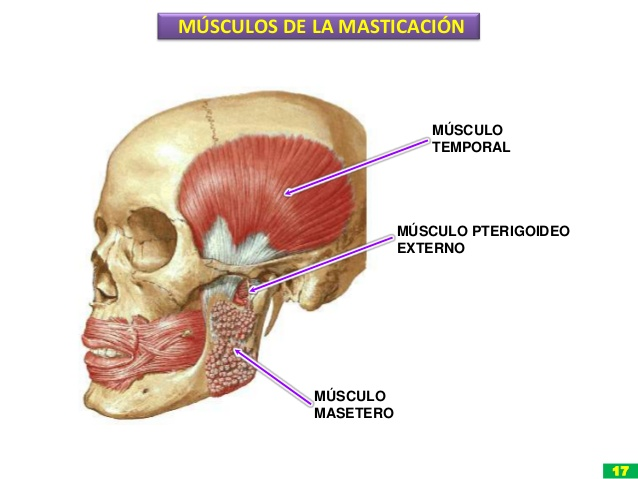 MÚSCULOS DE LA MASTICACIÓN
MÚSCULO
TEMPORAL
MÚSCULO PTERIGOIDEO
EXTERNO
MÚSCULO
MASETERO
17